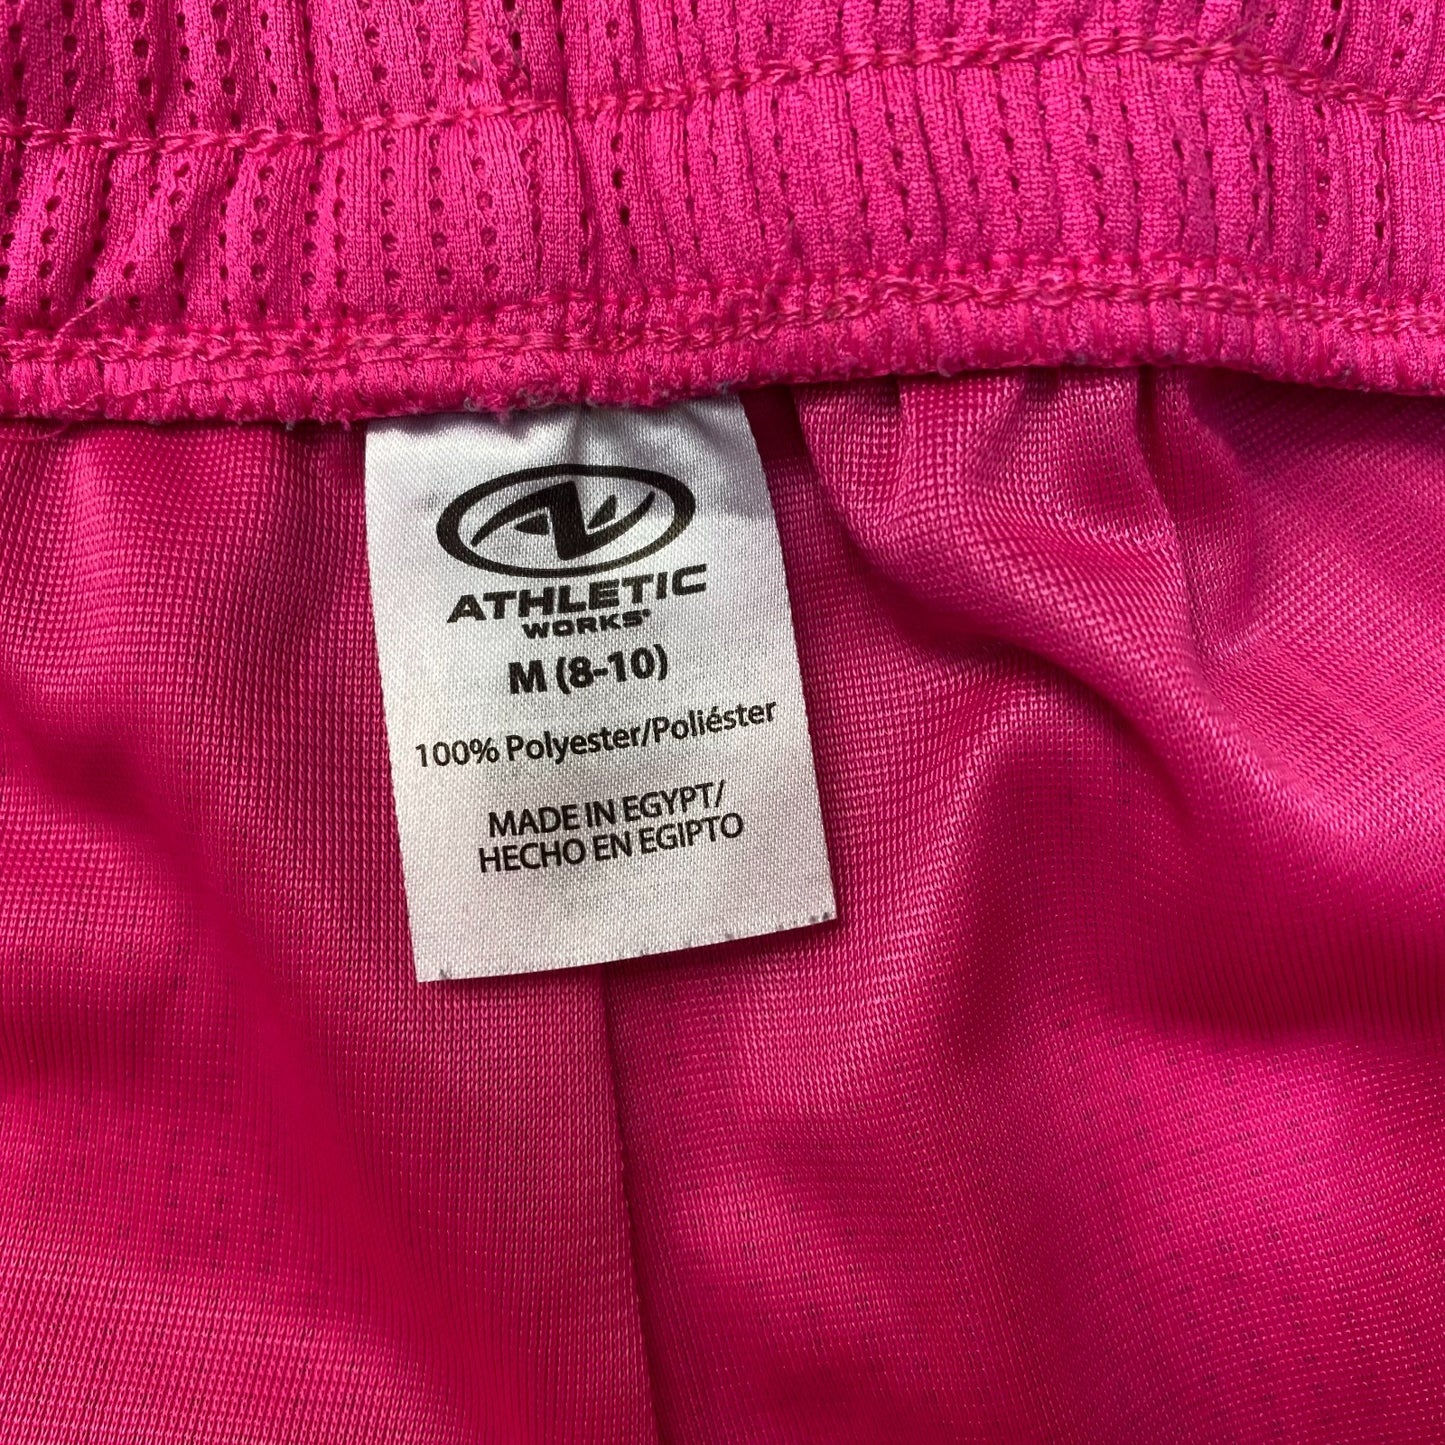 ATHLETIC
WORKS®
M (8-10)
100% Polyester/Poliéster
MADE IN EGYPT/
HECHO EN EGIPTO